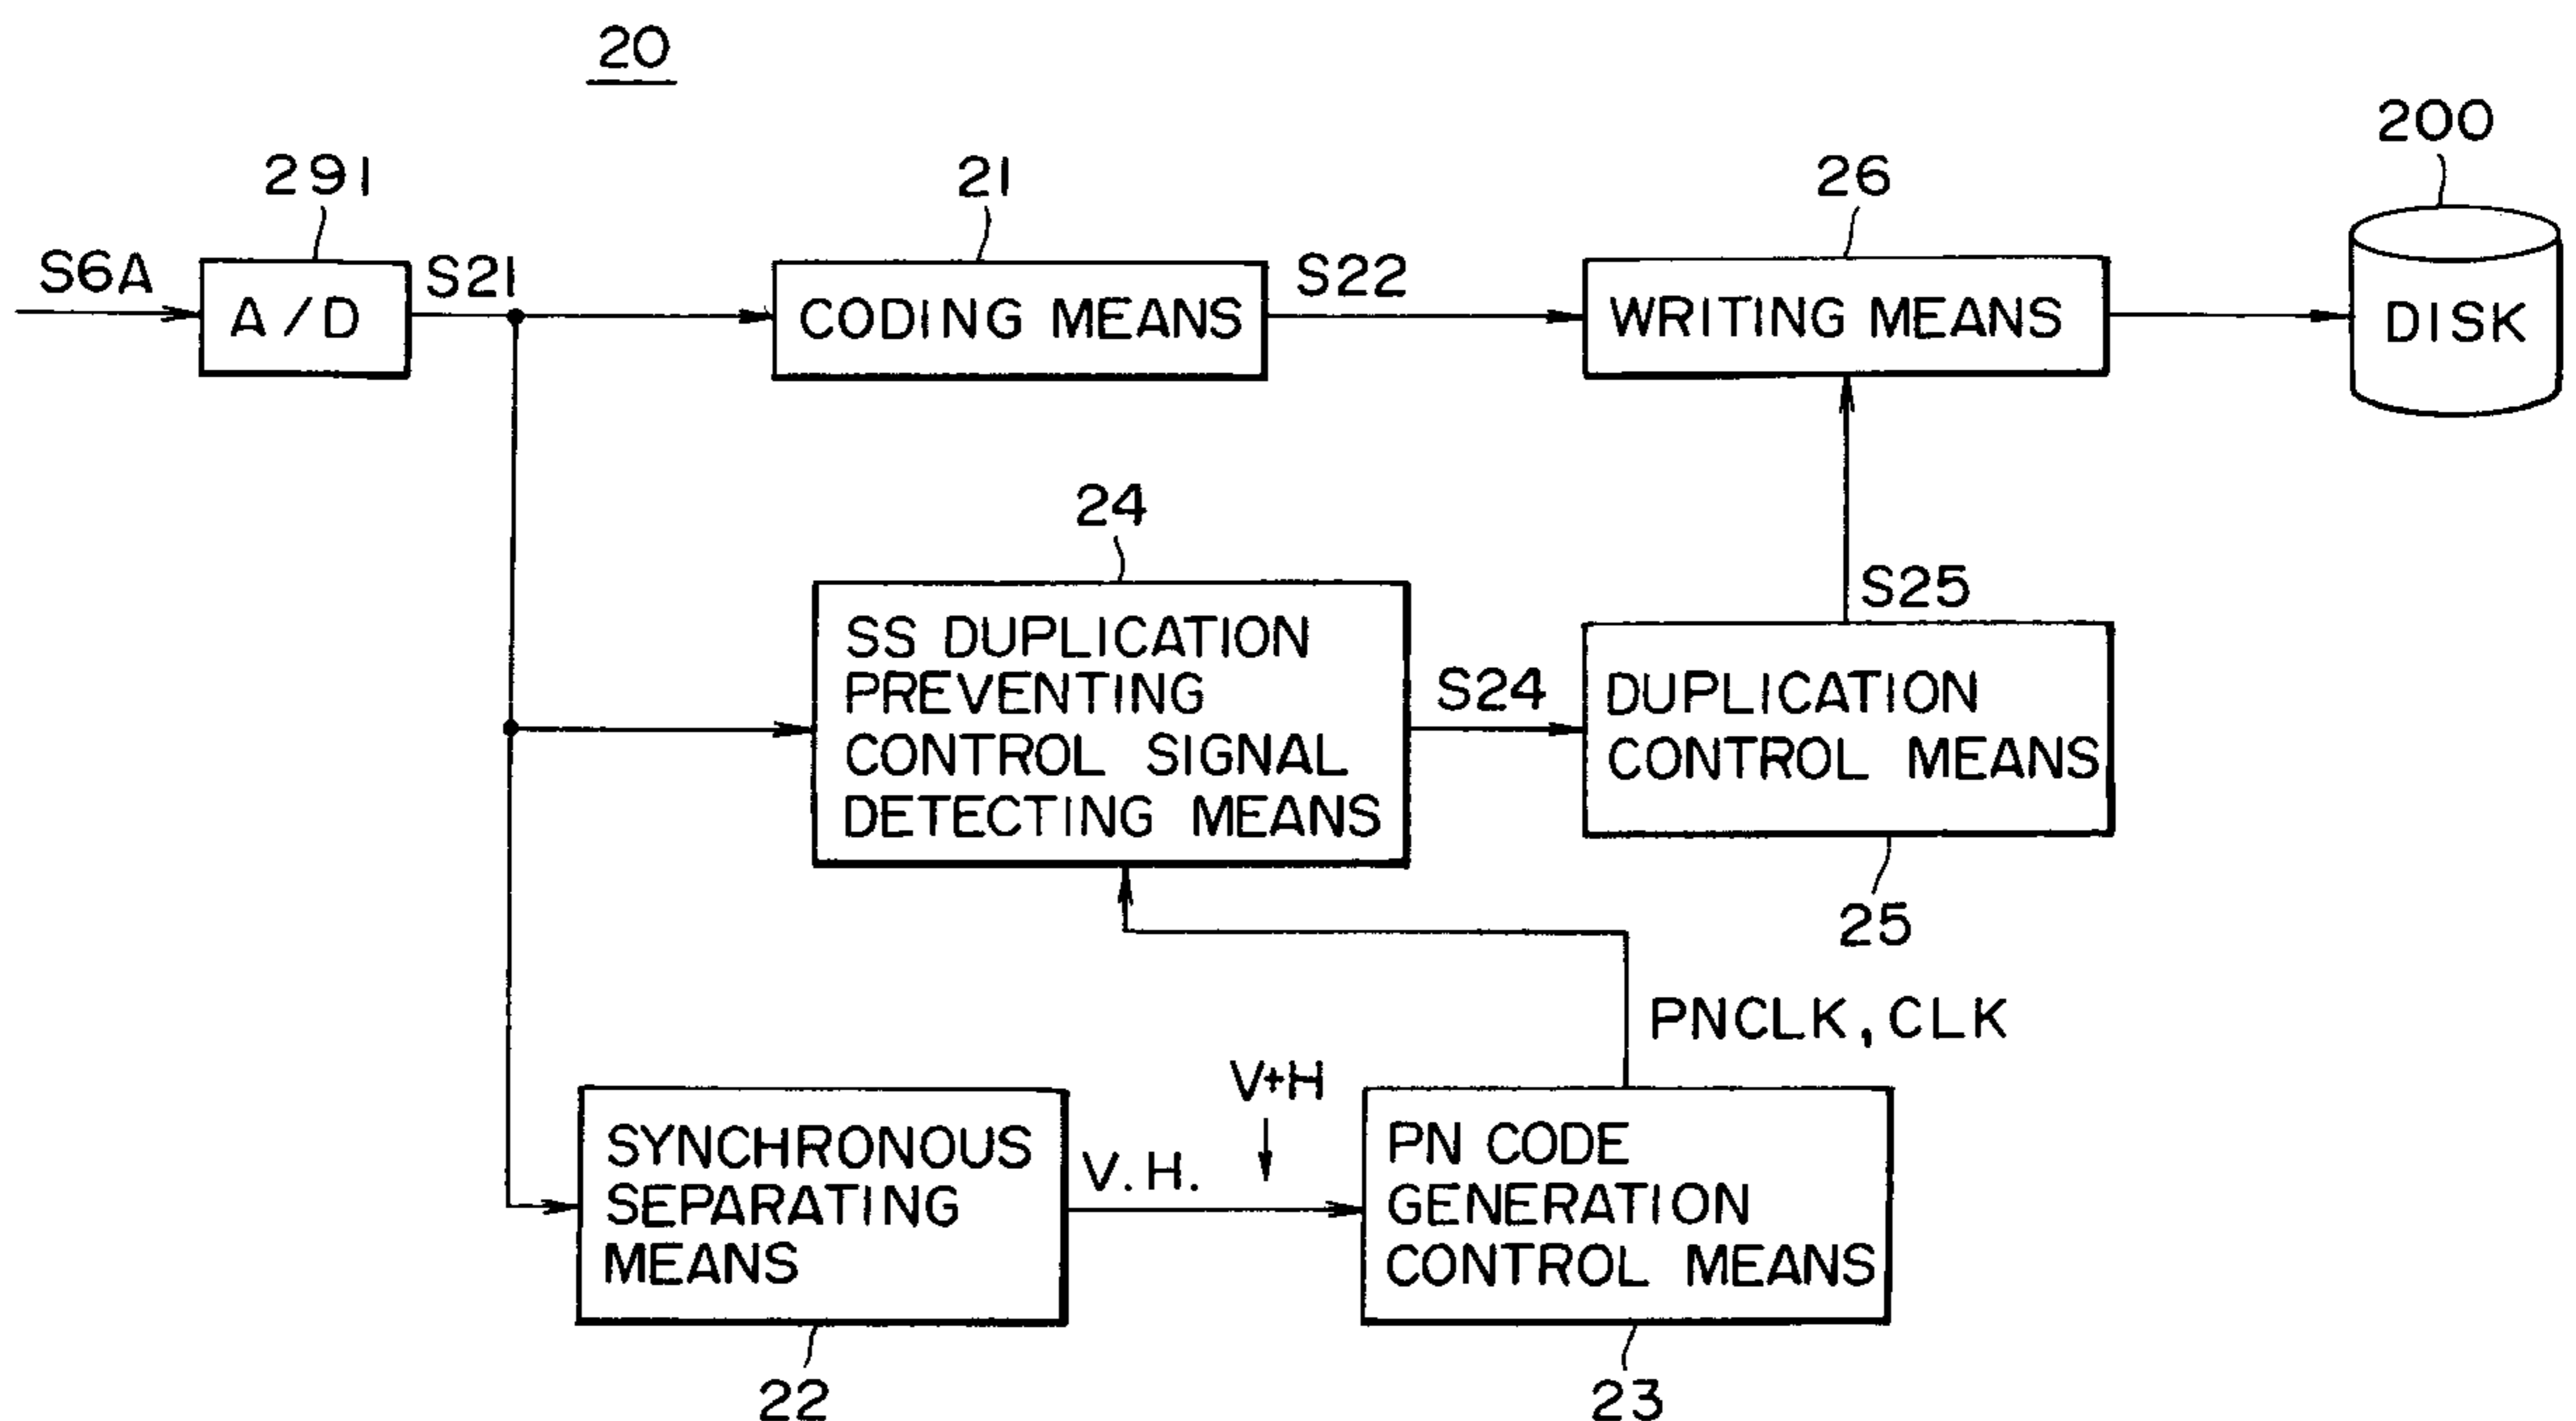 20
200
291
21
26
S6A
A/D
S21
CODING MEANS
S22
WRITING MEANS
DISK
24
SS DUPLICATION
PREVENTING
CONTROL SIGNAL
DETECTING MEANS
S24
S25
DUPLICATION
CONTROL MEANS
25
PNCLK, CLK
SYNCHRONOUS
SEPARATING
MEANS
V. H.
V+H
PN CODE
GENERATION
CONTROL MEANS
22
23